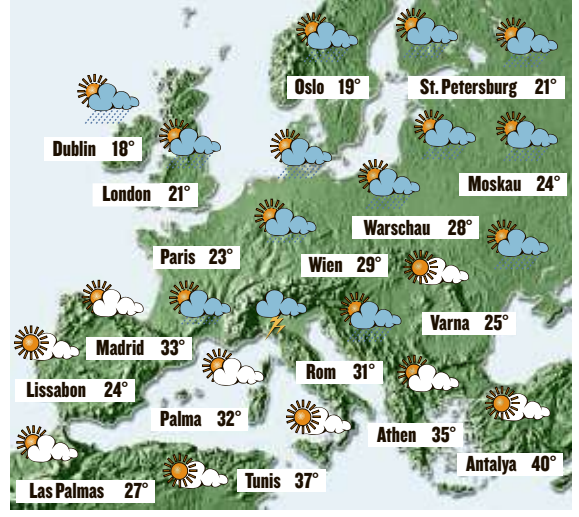 Oslo 19°
St. Petersburg 21°
Dublin 18°
London 21°
Moskau 24°
Warschau 28°
Paris 23°
Wien 29°
Varna 25°
Madrid 33°
Rom 31°
Lissabon 24°
Palma 32°
Athen 35°
Antalya 40°
Las Palmas 27°
Tunis 37°